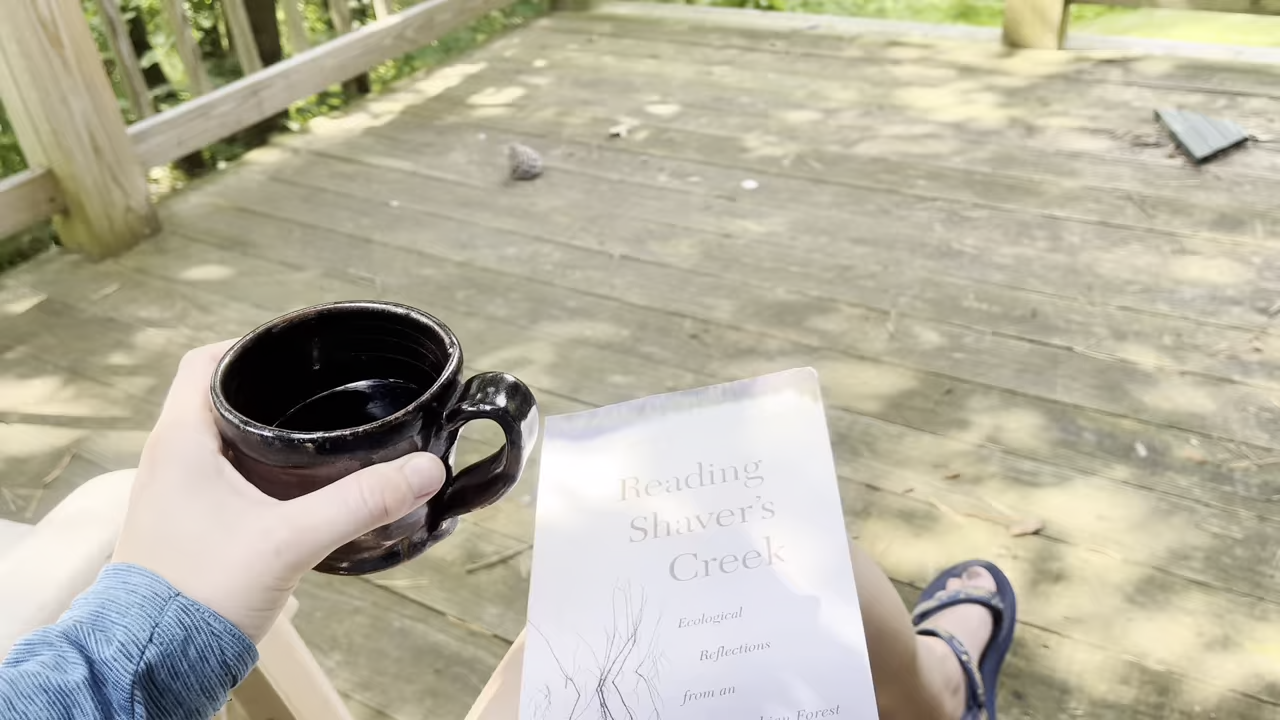 Reading
Shaver's
Creek
Ecological
Reflections
from an
Forest